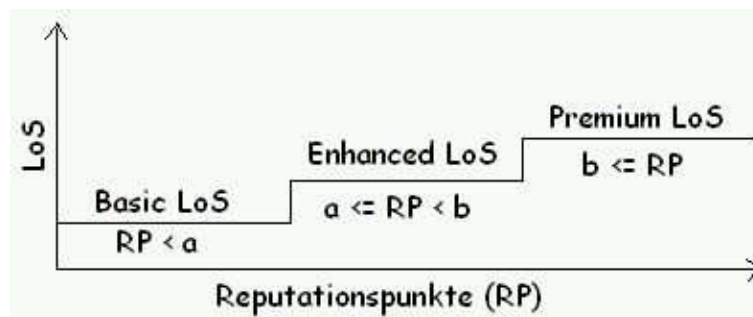 LoS
Basic LoS
RP < a
Enhanced LoS
a <= RP < b
Premium LoS
b <= RP
Reputationspunkte (RP)